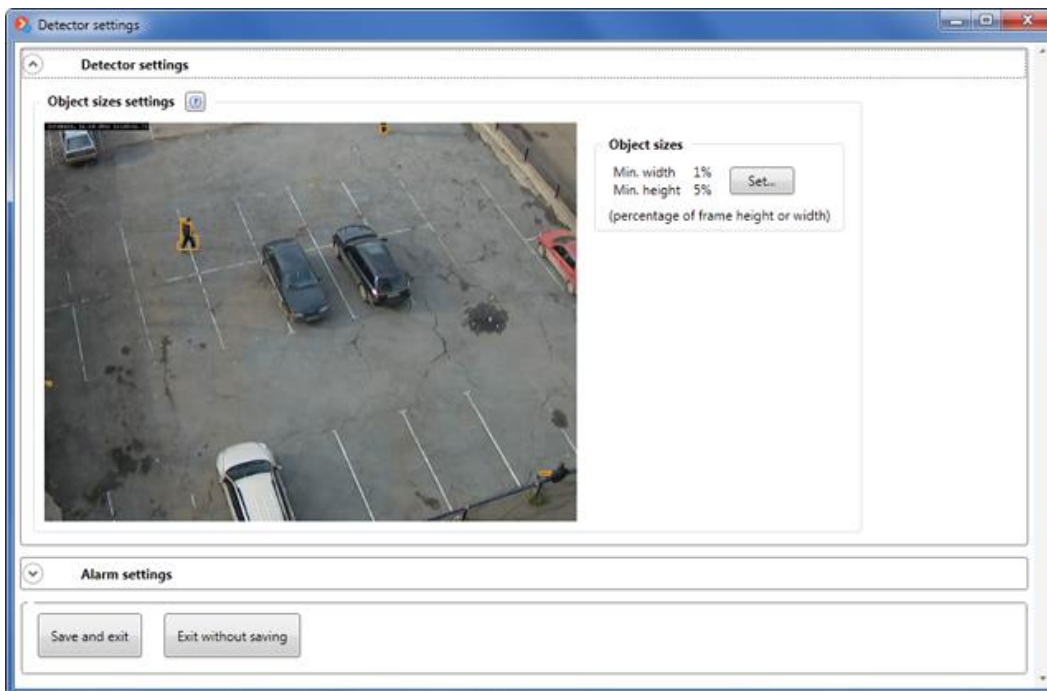 Detector settings
Detector settings
Object sizes settings
Object sizes
Min. width 1%
Min. height 5%
Set...
(percentage of frame height or width)
Alarm settings
Save and exit
Exit without saving